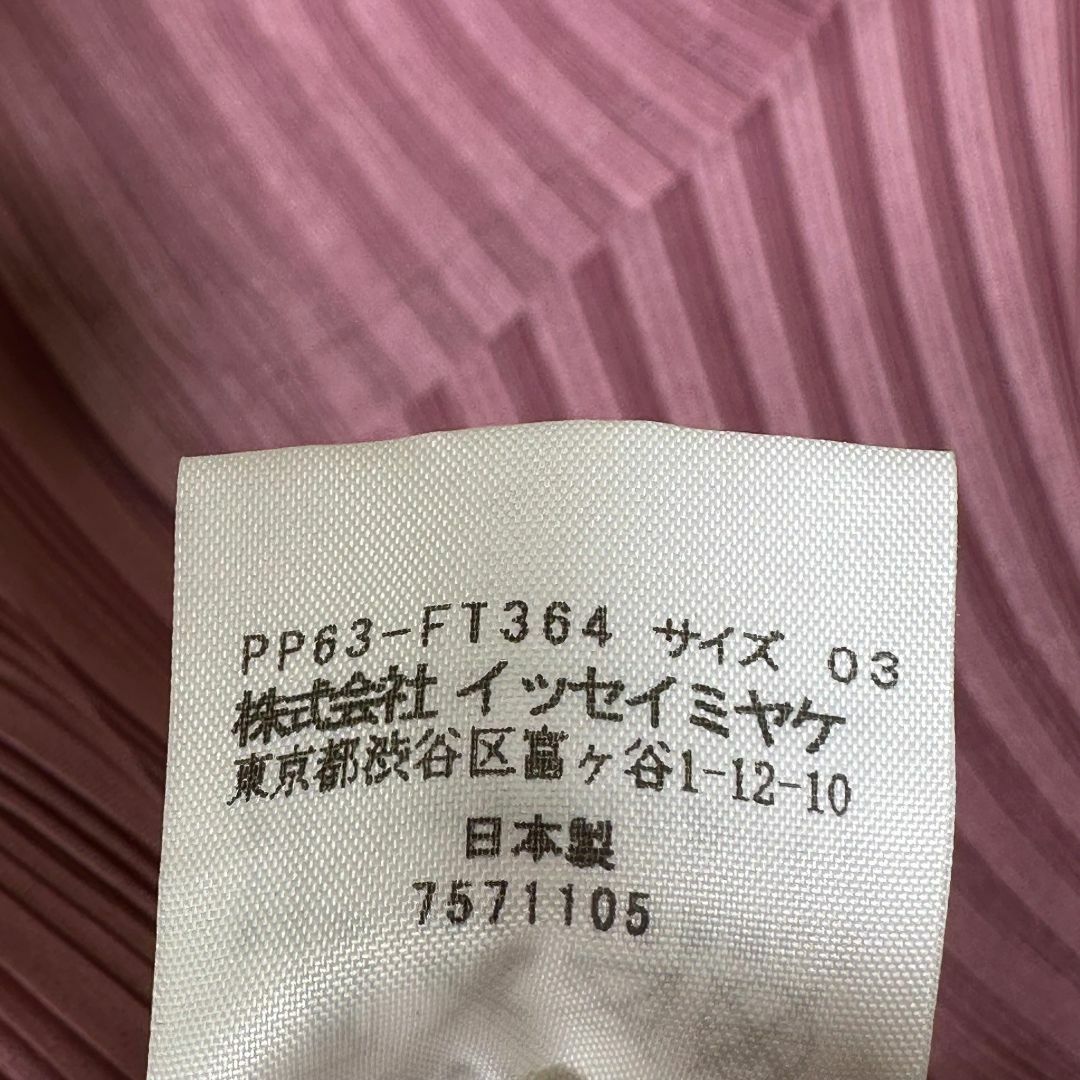 PP63-FT364 サイズ 03
株式会社 イッセイミヤケ
東京都渋谷区富ヶ谷1-12-10
日本製
7571105